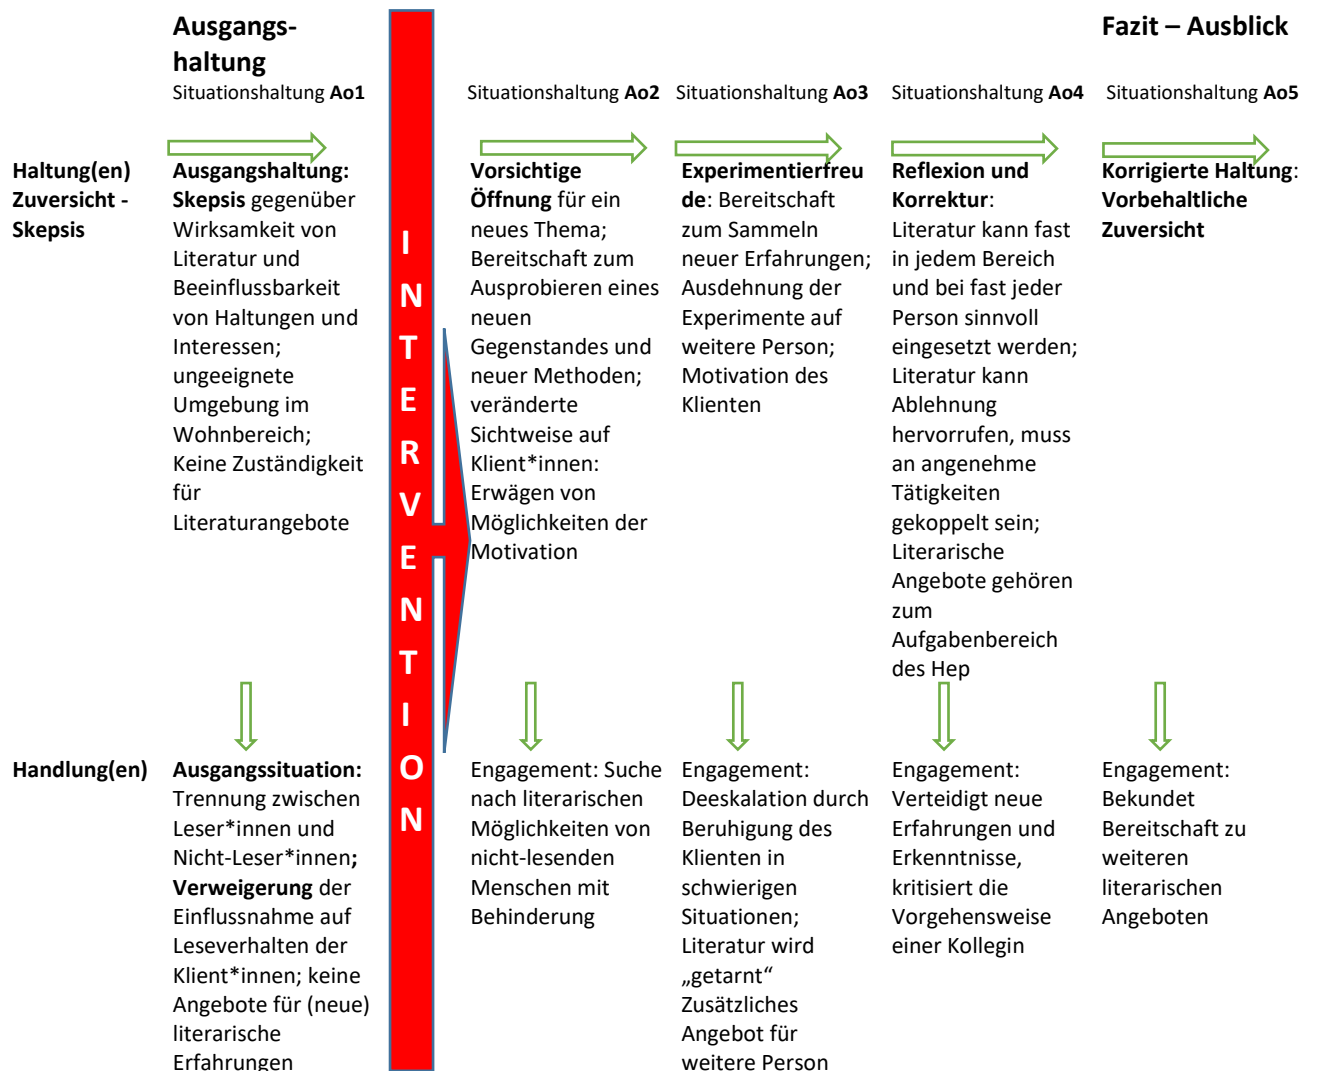 Ausgangs-
haltung
Fazit – Ausblick
Situationshaltung Ao1
Situationshaltung Ao2
Situationshaltung Ao3
Situationshaltung Ao4
Situationshaltung Ao5
Haltung(en)
Zuversicht -
Skepsis
Ausgangshaltung:
Skepsis gegenüber
Wirksamkeit von
Literatur und
Beeinflussbarkeit
von Haltungen und
Interessen;
ungeeignete
Umgebung im
Wohnbereich;
Keine Zuständigkeit
für
Literaturangebote
I
N
T
E
R
V
E
N
T
I
O
N
Vorsichtige
Öffnung für ein
neues Thema;
Bereitschaft zum
Ausprobieren eines
neuen
Gegenstandes und
neuer Methoden;
veränderte
Sichtweise auf
Klient*innen:
Erwägen von
Möglichkeiten der
Motivation
Experimentierfreu
de: Bereitschaft
zum Sammeln
neuer Erfahrungen;
Ausdehnung der
Experimente auf
weitere Person;
Motivation des
Klienten
Reflexion und
Korrektur:
Literatur kann fast
in jedem Bereich
und bei fast jeder
Person sinnvoll
eingesetzt werden;
Literatur kann
Ablehnung
hervorrufen, muss
an angenehme
Tätigkeiten
gekoppelt sein;
Literarische
Angebote gehören
zum
Aufgabenbereich
des Hep
Korrigierte Haltung:
Vorbehaltliche
Zuversicht
Handlung(en)
Ausgangssituation:
Trennung zwischen
Leser*innen und
Nicht-Leser*innen;
Verweigerung der
Einflussnahme auf
Leseverhalten der
Klient*innen; keine
Angebote für (neue)
literarische
Erfahrungen
Engagement: Suche
nach literarischen
Möglichkeiten von
nicht-lesenden
Menschen mit
Behinderung
Engagement:
Deeskalation durch
Beruhigung des
Klienten in
schwierigen
Situationen;
Literatur wird
„getarnt“
Zusätzliches
Angebot für
weitere Person
Engagement:
Verteidigt neue
Erfahrungen und
Erkenntnisse,
kritisiert die
Vorgehensweise
einer Kollegin
Engagement:
Bekundet
Bereitschaft zu
weiteren
literarischen
Angeboten